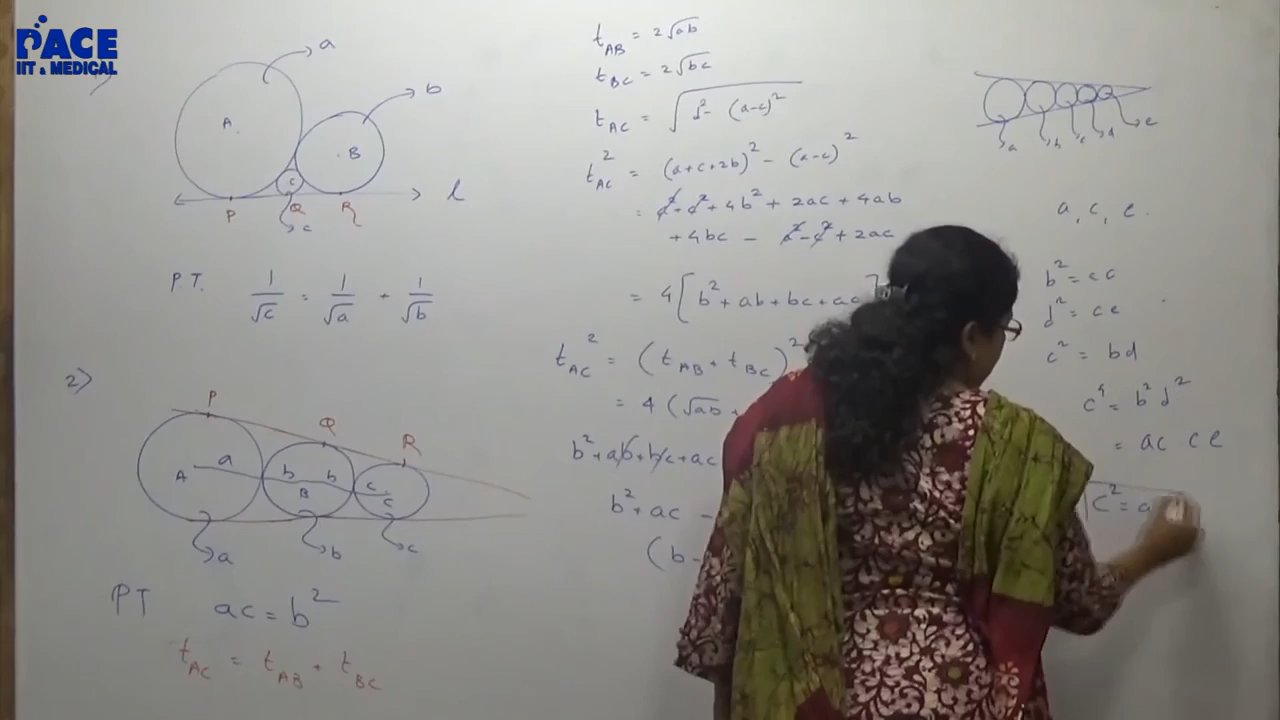 PACE
IIT & MEDICAL
a
b
A
B
C
P Q R l
c
P T. 1/√c = 1/√a + 1/√b
2)
P
Q
R
A a b b c
B c
a b c
PT ac = b²
t_AC = t_AB + t_BC
t_AB = 2√ab
t_BC = 2√bc
t_AC = √d² - (a-c)²
t_AC² = (a+c+2b)² - (a-c)²
= a² + c² + 4b² + 2ac + 4ab
+ 4bc - a² - c² + 2ac
= 4[b² + ab + bc + ac]
t_AC² = (t_AB + t_BC)²
= 4(√ab +
b² + ab + bc + ac
b² + ac -
(b -
a b c d e
a, c, e.
b² = cc
d² = ce
c² = bd
c⁴ = b² d²
= ac ce
c² = a